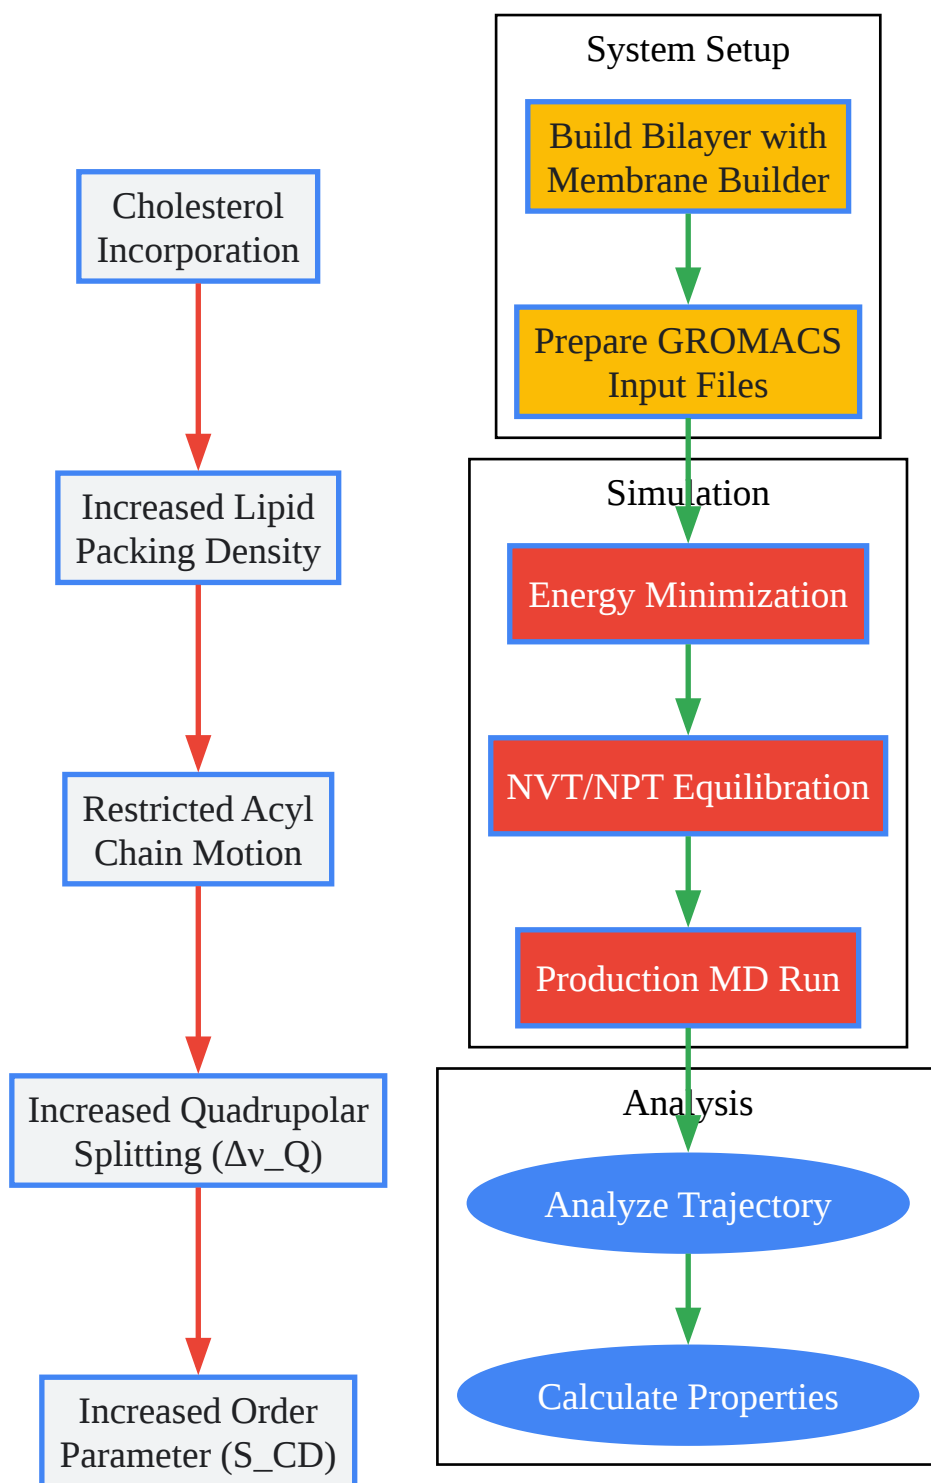 Cholesterol
Incorporation
Increased Lipid
Packing Density
Restricted Acyl
Chain Motion
Increased Quadrupolar
Splitting (Δν_Q)
Increased Order
Parameter (S_CD)
System Setup
Build Bilayer with
Membrane Builder
Prepare GROMACS
Input Files
Simulation
Energy Minimization
NVT/NPT Equilibration
Production MD Run
Analysis
Analyze Trajectory
Calculate Properties